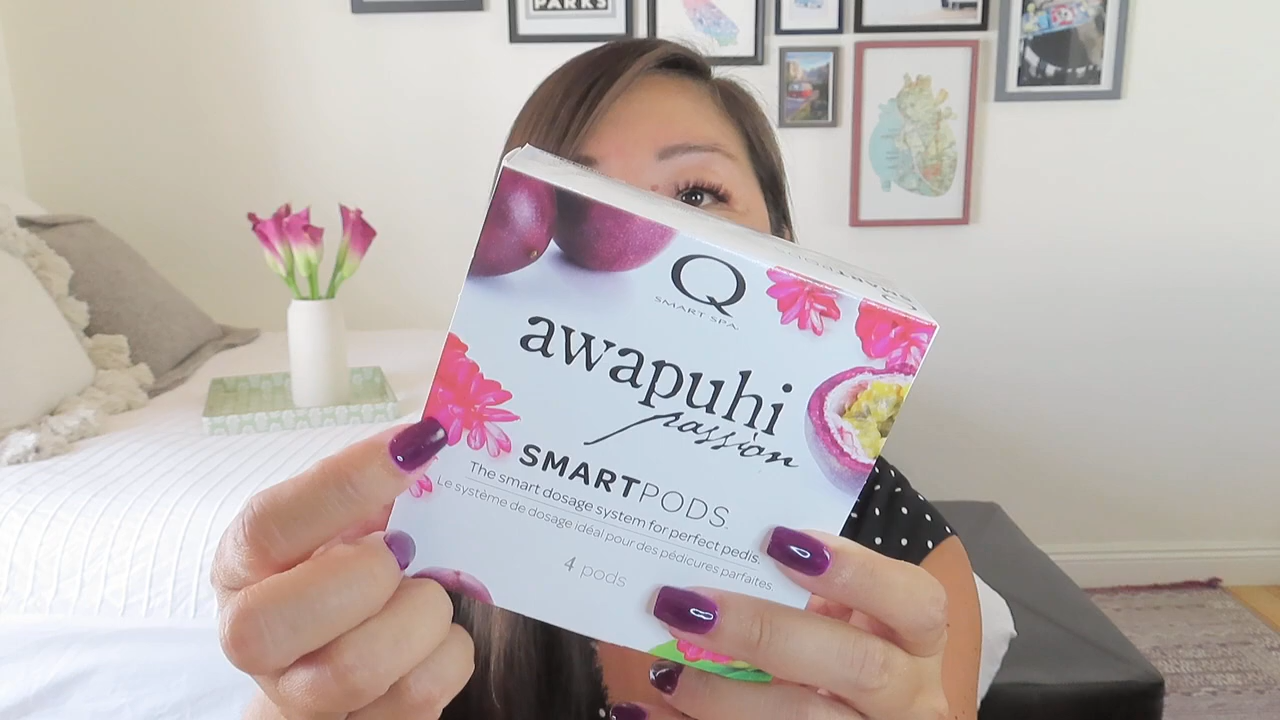 PARKS
Q
SMART SPA.
awapuhi
passion
SMARTPODS.
The smart dosage system for perfect pedis.
Le système de dosage idéal pour des pédicures parfaites.
4 pods